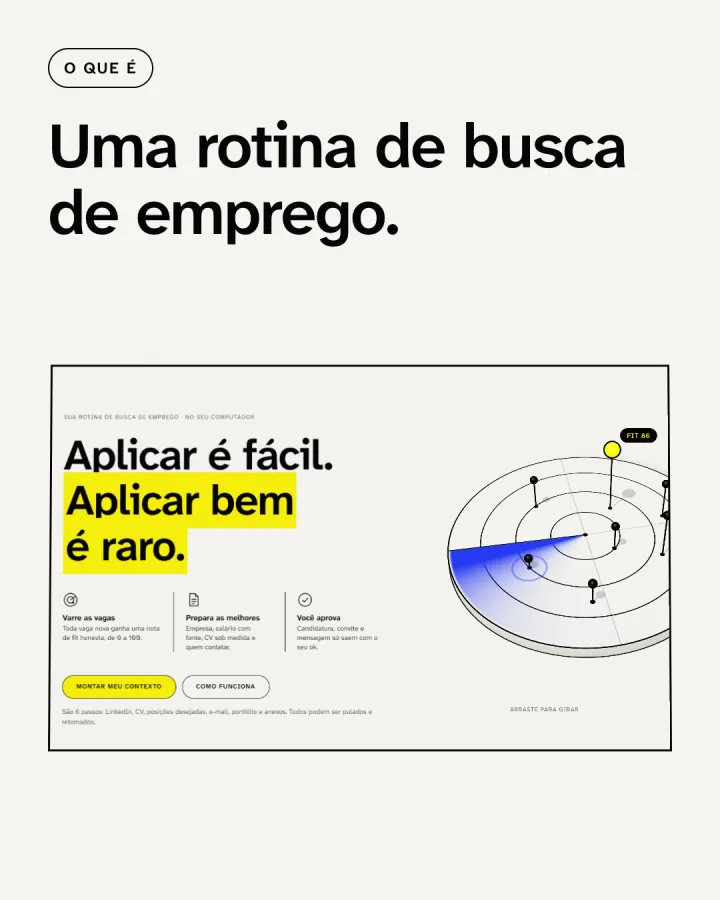 O QUE É
Uma rotina de busca
de emprego.
SUA ROTINA DE BUSCA DE EMPREGO · NO SEU COMPUTADOR
Aplicar é fácil.
Aplicar bem
é raro.
FIT 86
Varre as vagas
Toda vaga nova ganha uma nota
de fit honesta, de 0 a 100.
Prepara as melhores
Empresa, salário com
fonte, CV sob medida e
quem contatar.
Você aprova
Candidatura, convite e
mensagem só saem com o
seu ok.
MONTAR MEU CONTEXTO
COMO FUNCIONA
São 6 passos: LinkedIn, CV, posições desejadas, e-mail, portfólio e anexos. Todos podem ser pulados e
retomados.
ARRASTE PARA GIRAR